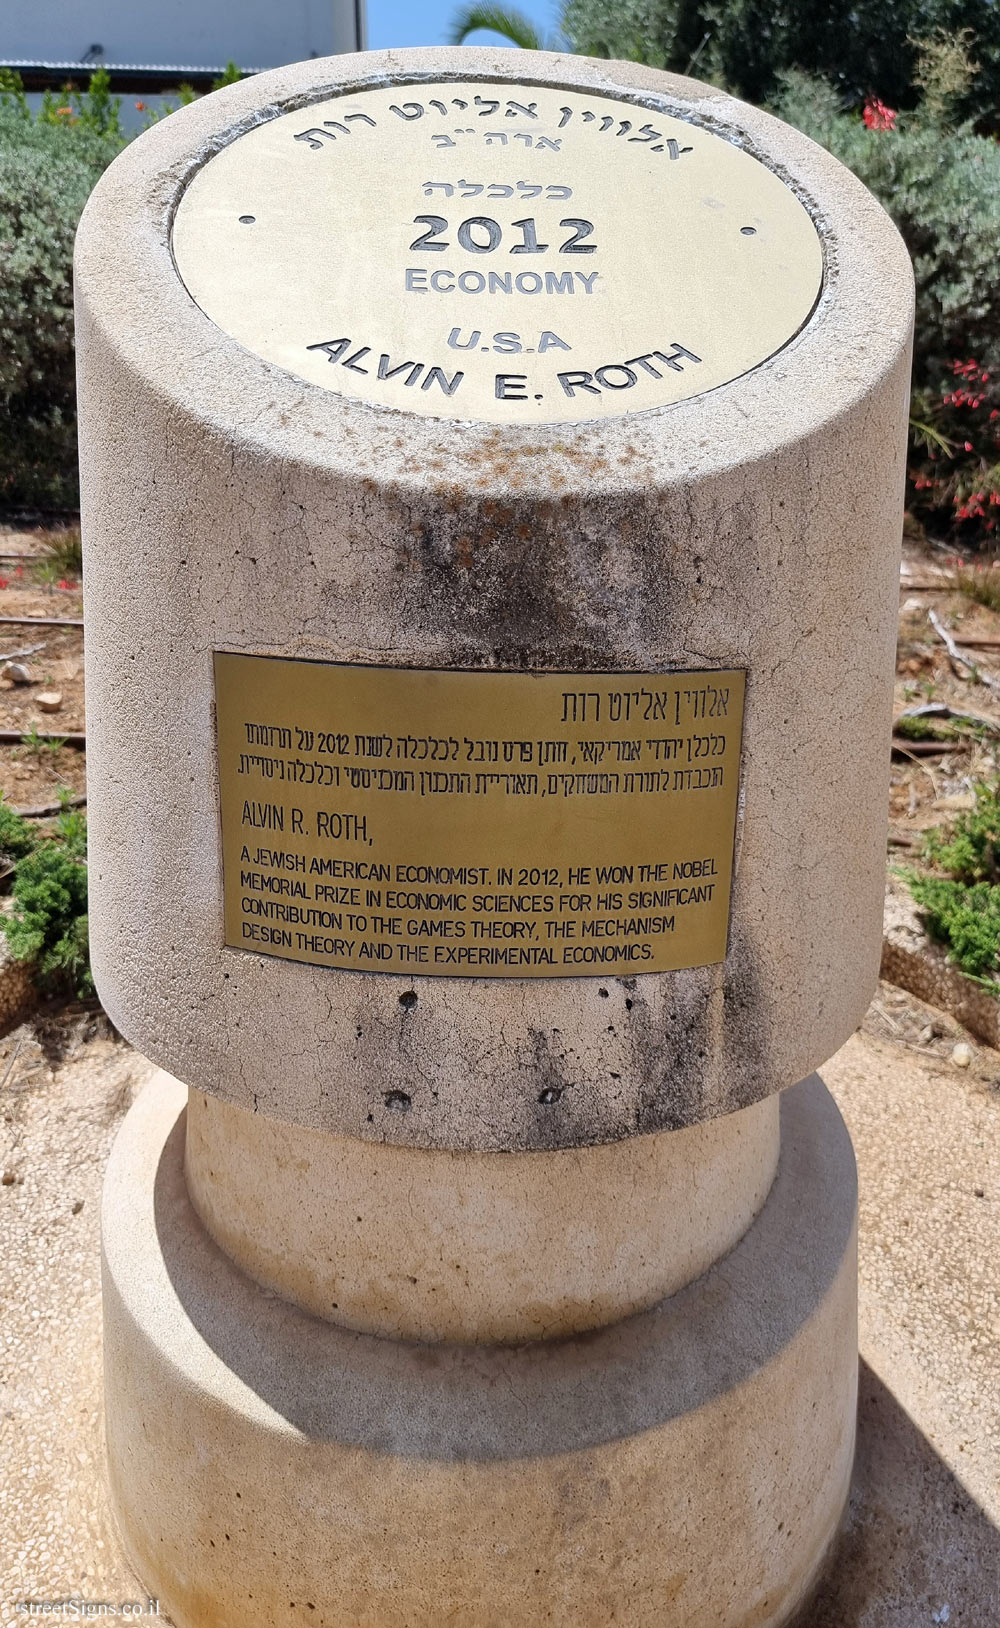 אלווין אליוט רות
ארה"ב
כלכלה
2012
ECONOMY
U.S.A
ALVIN E. ROTH
אלווין אליוט רות
כלכלן יהודי אמריקאי, חתן פרס נובל לכלכלה לשנת 2012 על תרומתו
הנכבדת לתורת המשחקים, תאוריית התכנון המכניסטי וכלכלה ניסויית.
ALVIN R. ROTH,
A JEWISH AMERICAN ECONOMIST. IN 2012, HE WON THE NOBEL
MEMORIAL PRIZE IN ECONOMIC SCIENCES FOR HIS SIGNIFICANT
CONTRIBUTION TO THE GAMES THEORY, THE MECHANISM
DESIGN THEORY AND THE EXPERIMENTAL ECONOMICS.
streetSigns.co.il